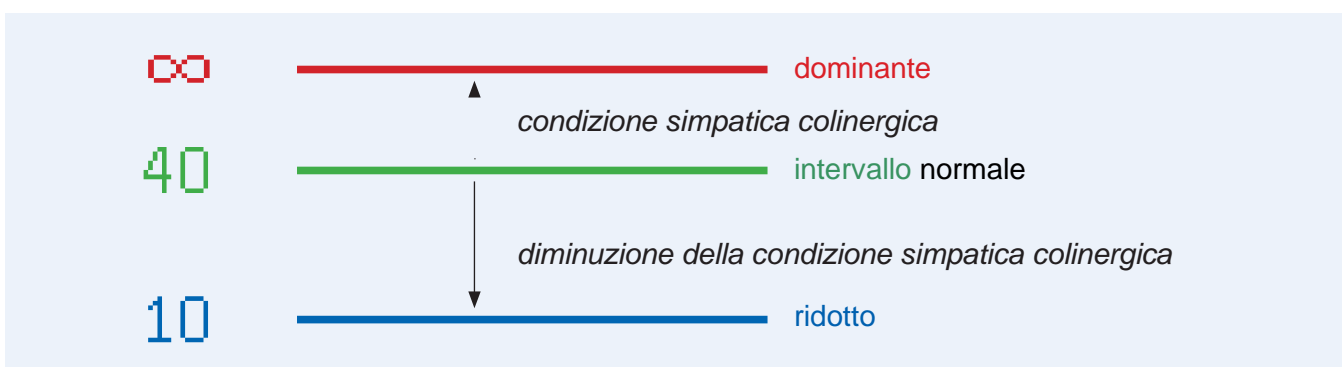 ∞ dominante
condizione simpatica colinergica
40 intervallo normale
diminuzione della condizione simpatica colinergica
10 ridotto